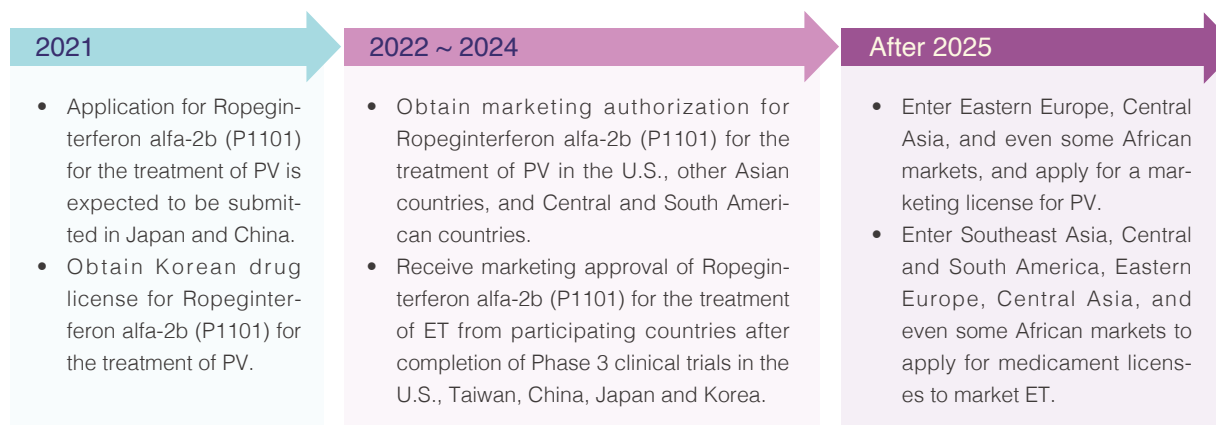 2021
• Application for Ropegin-
terferon alfa-2b (P1101)
for the treatment of PV is
expected to be submit-
ted in Japan and China.
• Obtain Korean drug
license for Ropeginter-
feron alfa-2b (P1101) for
the treatment of PV.
2022 ~ 2024
• Obtain marketing authorization for
Ropeginterferon alfa-2b (P1101) for the
treatment of PV in the U.S., other Asian
countries, and Central and South Ameri-
can countries.
• Receive marketing approval of Ropegin-
terferon alfa-2b (P1101) for the treatment
of ET from participating countries after
completion of Phase 3 clinical trials in the
U.S., Taiwan, China, Japan and Korea.
After 2025
• Enter Eastern Europe, Central
Asia, and even some African
markets, and apply for a mar-
keting license for PV.
• Enter Southeast Asia, Central
and South America, Eastern
Europe, Central Asia, and
even some African markets to
apply for medicament licens-
es to market ET.